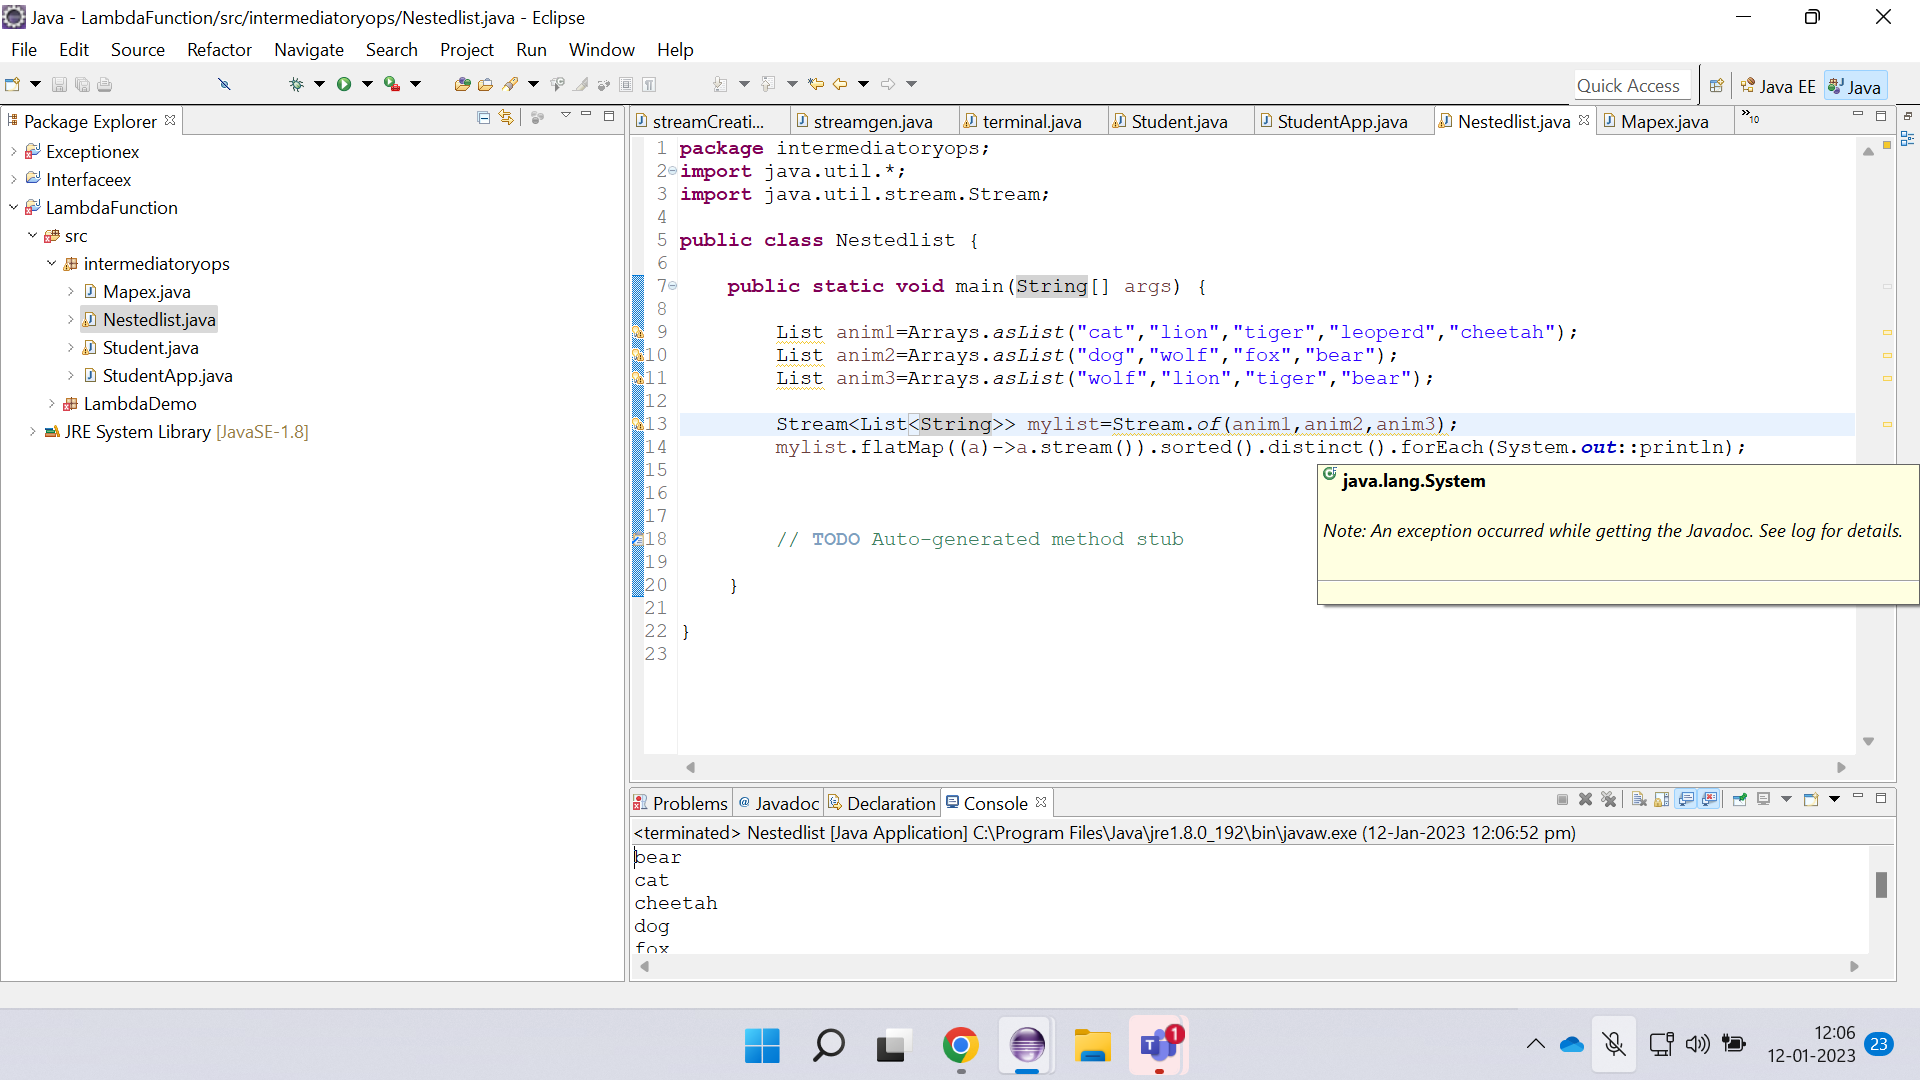 Java - LambdaFunction/src/intermediatoryops/Nestedlist.java - Eclipse
File Edit Source Refactor Navigate Search Project Run Window Help
Quick Access Java EE Java
Package Explorer
Exceptionex
Interfaceex
LambdaFunction
src
intermediatoryops
Mapex.java
Nestedlist.java
Student.java
StudentApp.java
LambdaDemo
JRE System Library [JavaSE-1.8]
streamCreati... streamgen.java terminal.java Student.java StudentApp.java Nestedlist.java Mapex.java »10
1 package intermediatoryops;
2 import java.util.*;
3 import java.util.stream.Stream;
4
5 public class Nestedlist {
6
7 public static void main(String[] args) {
8
9 List anim1=Arrays.asList("cat","lion","tiger","leoperd","cheetah");
10 List anim2=Arrays.asList("dog","wolf","fox","bear");
11 List anim3=Arrays.asList("wolf","lion","tiger","bear");
12
13 Stream<List<String>> mylist=Stream.of(anim1,anim2,anim3);
14 mylist.flatMap((a)->a.stream()).sorted().distinct().forEach(System.out::println);
15
16
17
18 // TODO Auto-generated method stub
19
20 }
21
22 }
23
java.lang.System
Note: An exception occurred while getting the Javadoc. See log for details.
Problems @ Javadoc Declaration Console
<terminated> Nestedlist [Java Application] C:\Program Files\Java\jre1.8.0_192\bin\javaw.exe (12-Jan-2023 12:06:52 pm)
bear
cat
cheetah
dog
fox
T 1
12:06
12-01-2023
23